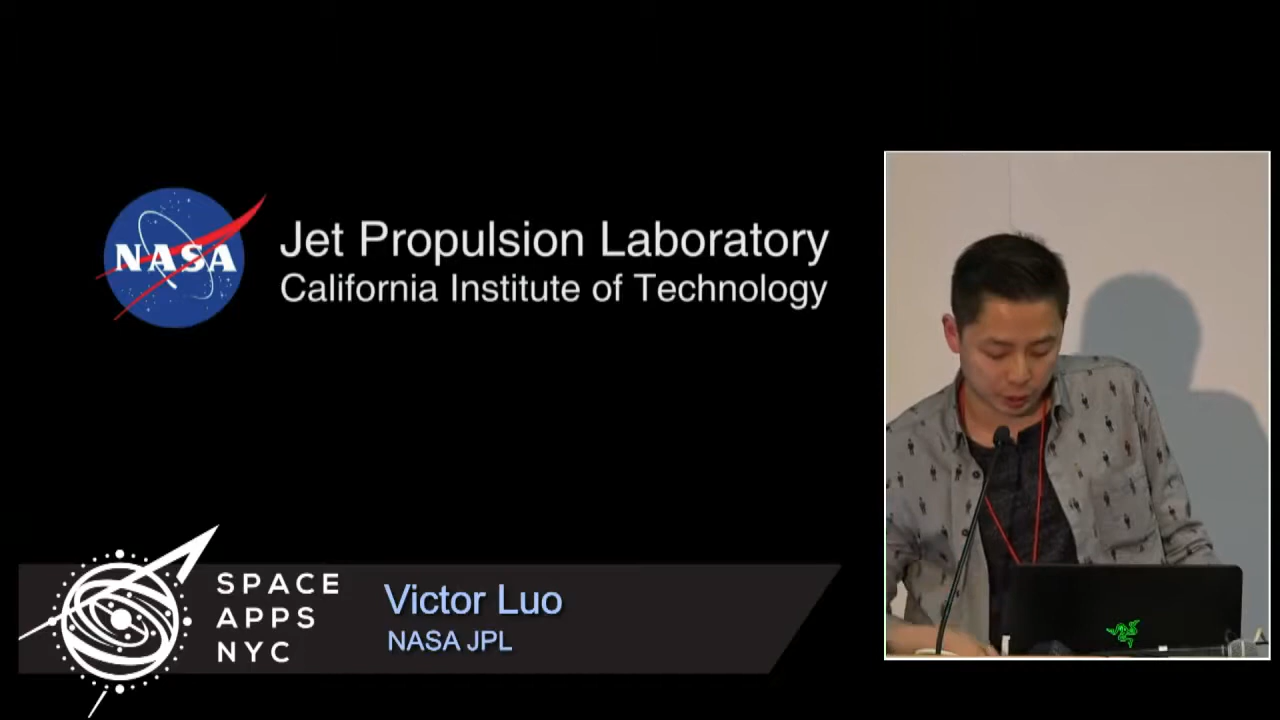 NASA
Jet Propulsion Laboratory
California Institute of Technology
SPACE
APPS
NYC
Victor Luo
NASA JPL